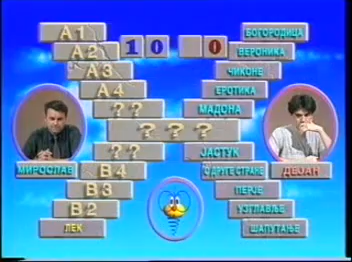 А1 БОГОРОДИЦА
А2 10 0 ВЕРОНИКА
А3 ЧИКОНЕ
А4 ЕРОТИКА
?? МАДОНА
???
?? ЈАСТУК
МИРОСЛАВ В4 С ДРУГЕ СТРАНЕ ДЕЈАН
В3 ПЕРЈЕ
В2 УЗГЛАВЉЕ
ЛЕК ШАПУТАЊЕ